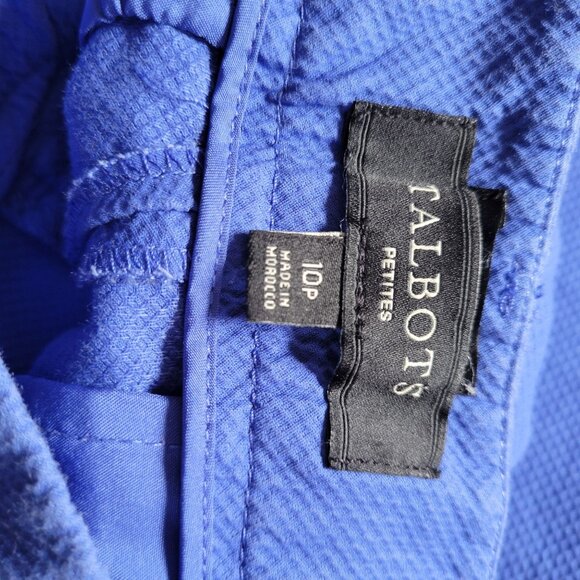 TALBOTS
PETITES
10P
MADE IN
MOROCCO